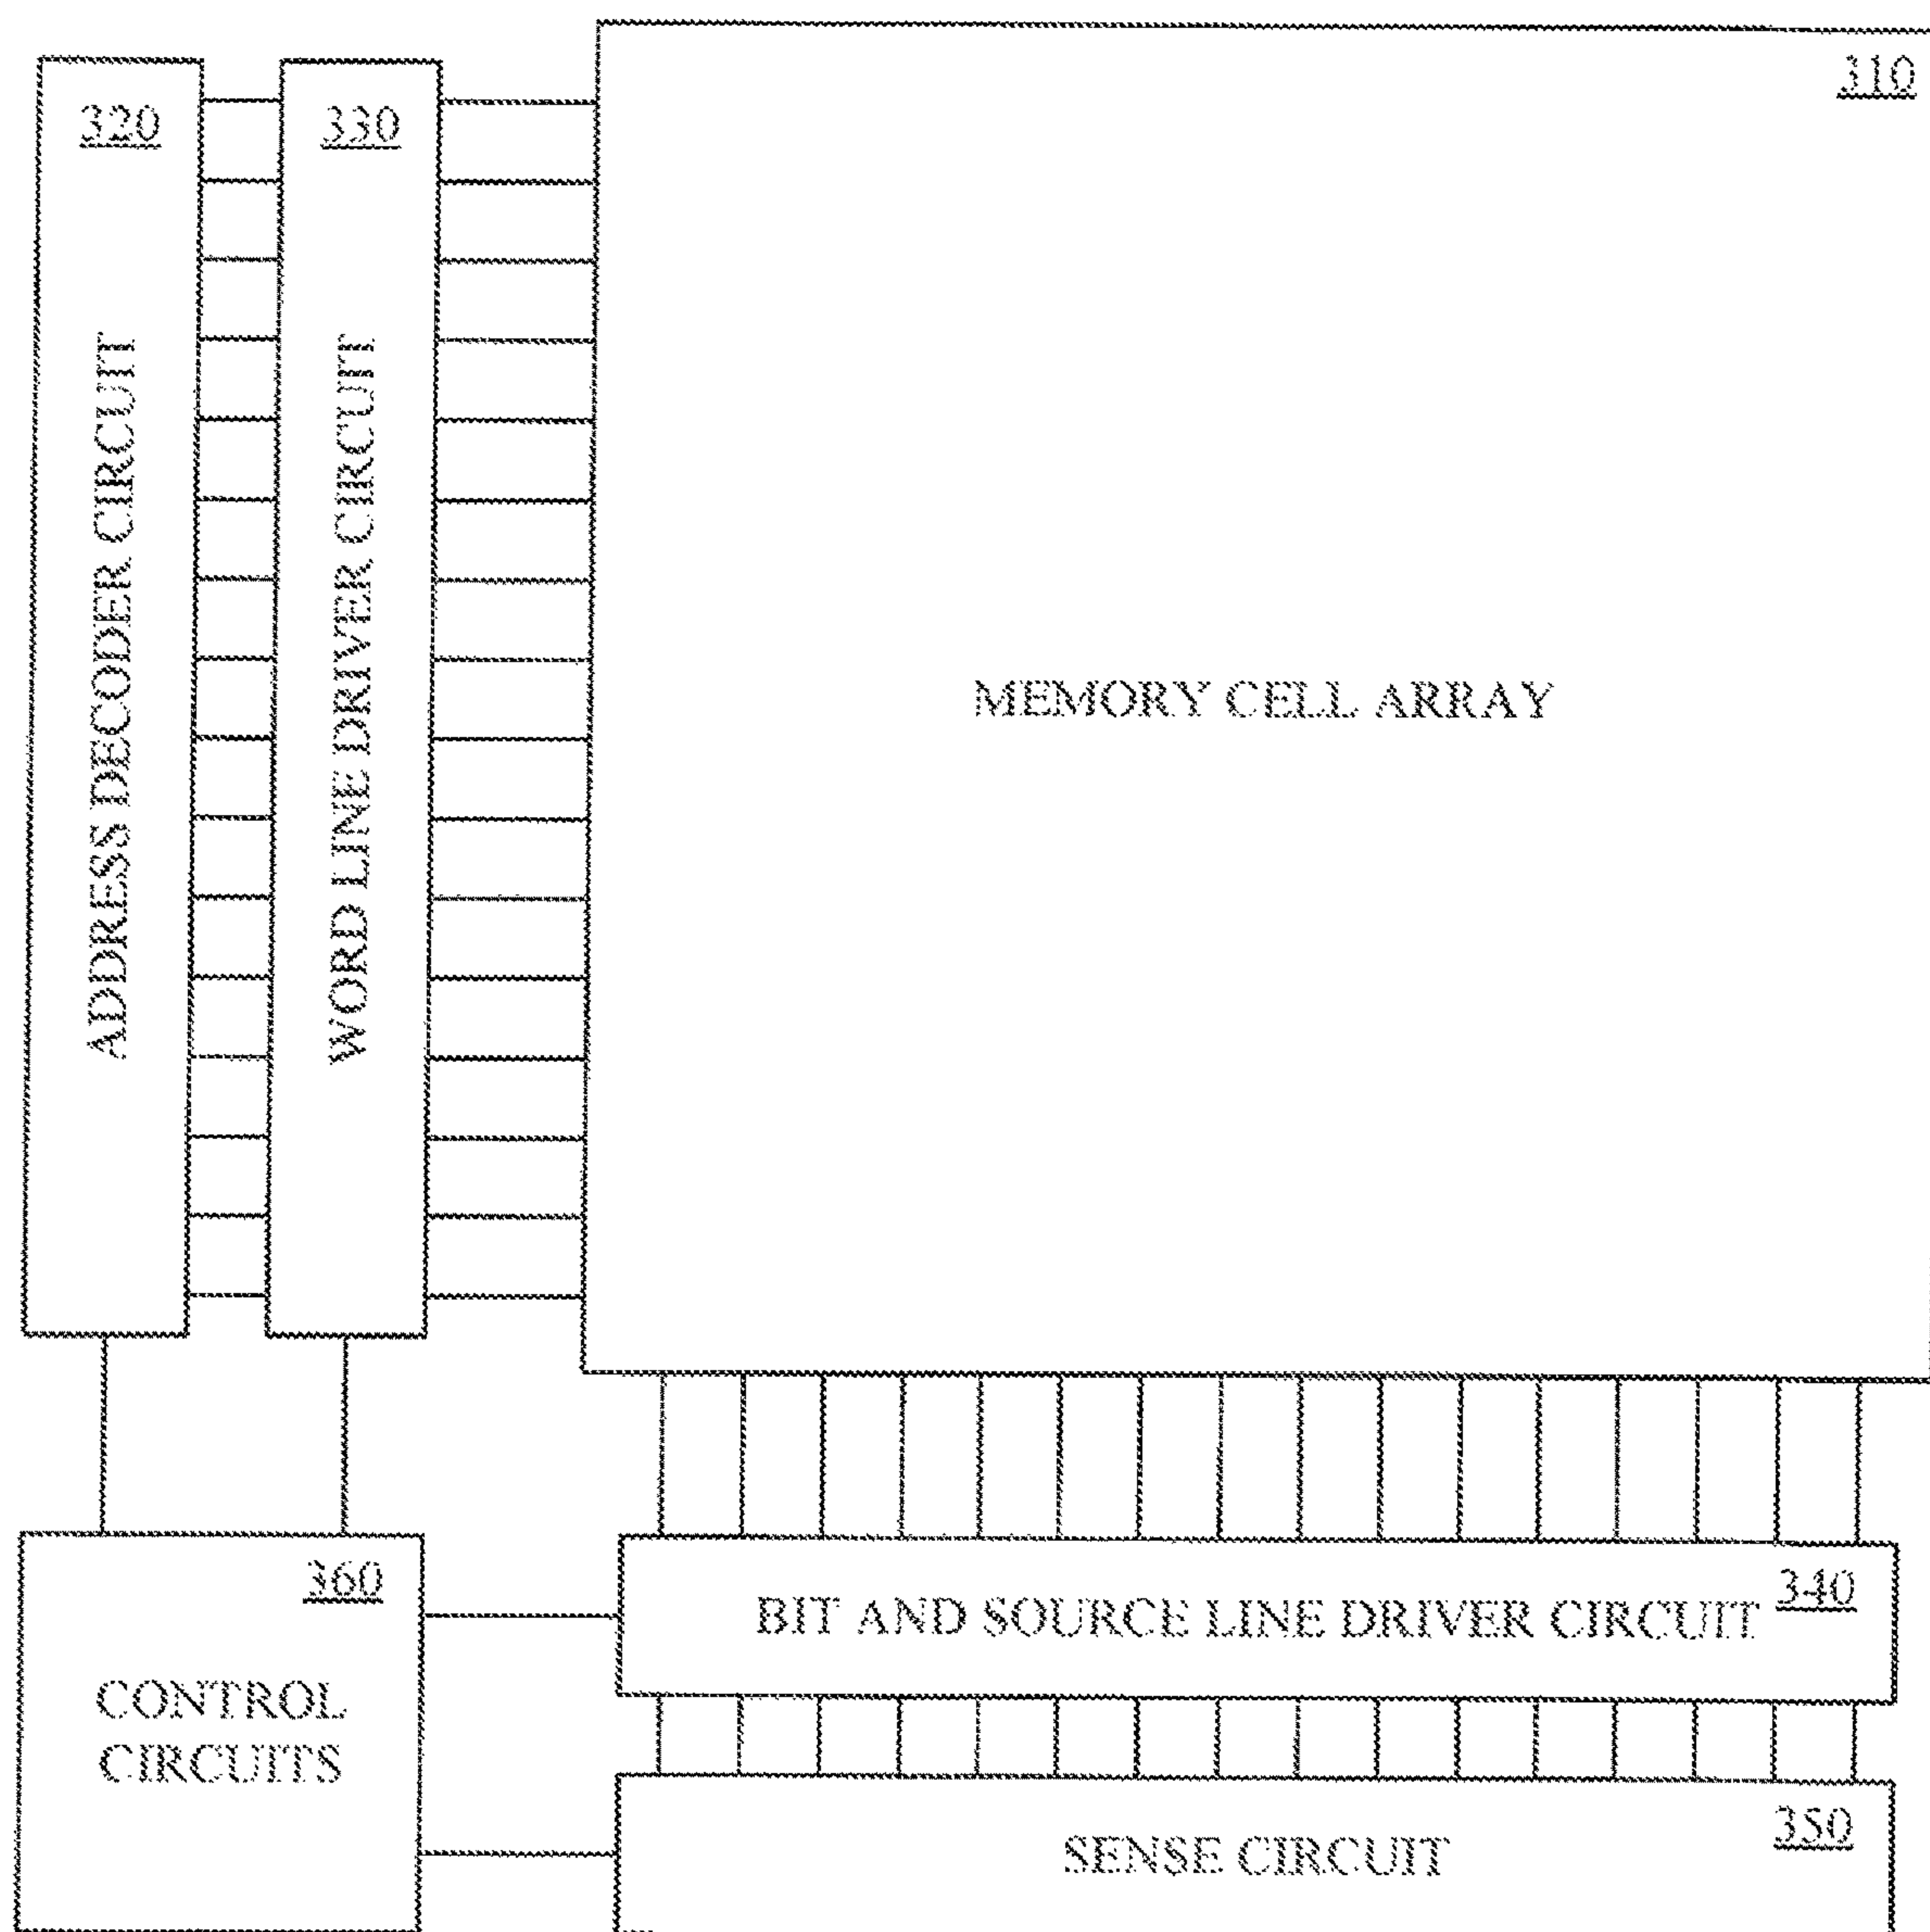 310
320
330
ADDRESS DECODER CIRCUIT
WORD LINE DRIVER CIRCUIT
MEMORY CELL ARRAY
360
CONTROL
CIRCUITS
340
BIT AND SOURCE LINE DRIVER CIRCUIT
350
SENSE CIRCUIT